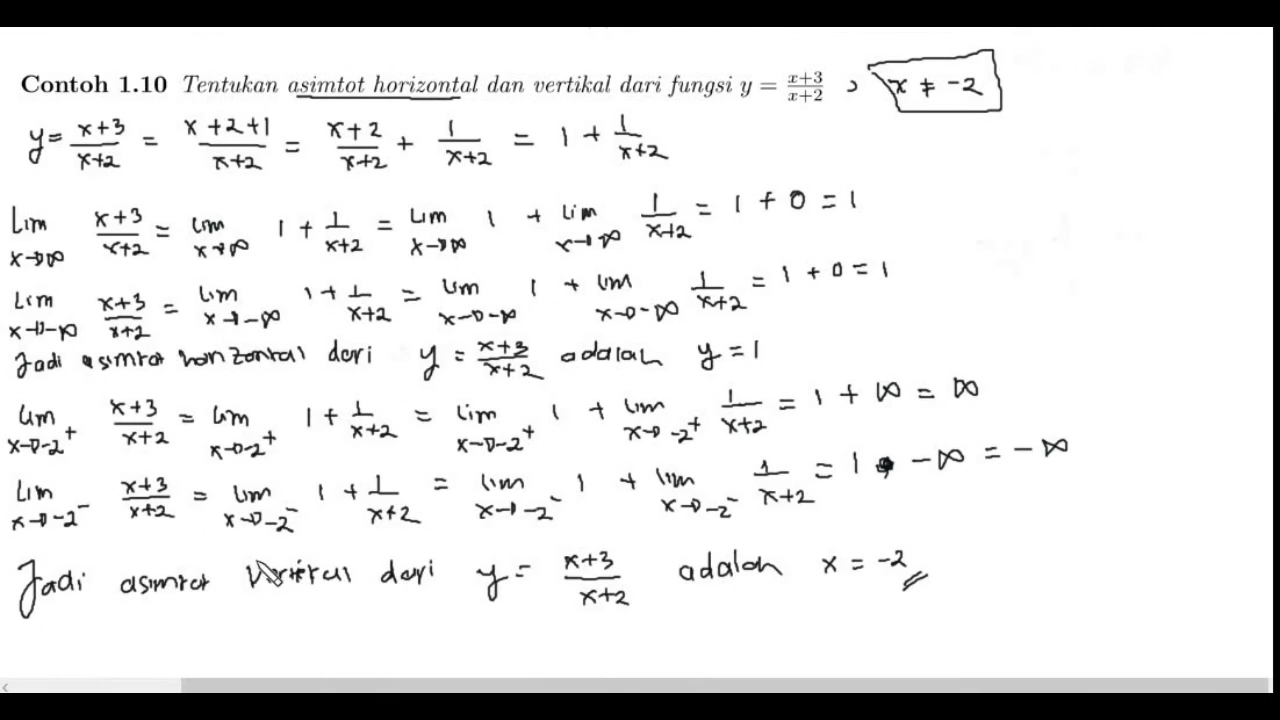 Contoh 1.10 Tentukan asimtot horizontal dan vertikal dari fungsi y = x+3/x+2 , x ≠ -2
y = x+3/x+2 = x+2+1/x+2 = x+2/x+2 + 1/x+2 = 1 + 1/x+2
Lim x→∞ x+3/x+2 = lim x→∞ 1 + 1/x+2 = lim x→∞ 1 + lim x→∞ 1/x+2 = 1 + 0 = 1
Lim x→-∞ x+3/x+2 = lim x→-∞ 1 + 1/x+2 = lim x→-∞ 1 + lim x→-∞ 1/x+2 = 1 + 0 = 1
Jadi asimtot horizontal dari y = x+3/x+2 adalah y = 1
lim x→-2⁺ x+3/x+2 = lim x→-2⁺ 1 + 1/x+2 = lim x→-2⁺ 1 + lim x→-2⁺ 1/x+2 = 1 + ∞ = ∞
lim x→-2⁻ x+3/x+2 = lim x→-2⁻ 1 + 1/x+2 = lim x→-2⁻ 1 + lim x→-2⁻ 1/x+2 = 1 -∞ = -∞
Jadi asimtot vertikal dari y = x+3/x+2 adalah x = -2